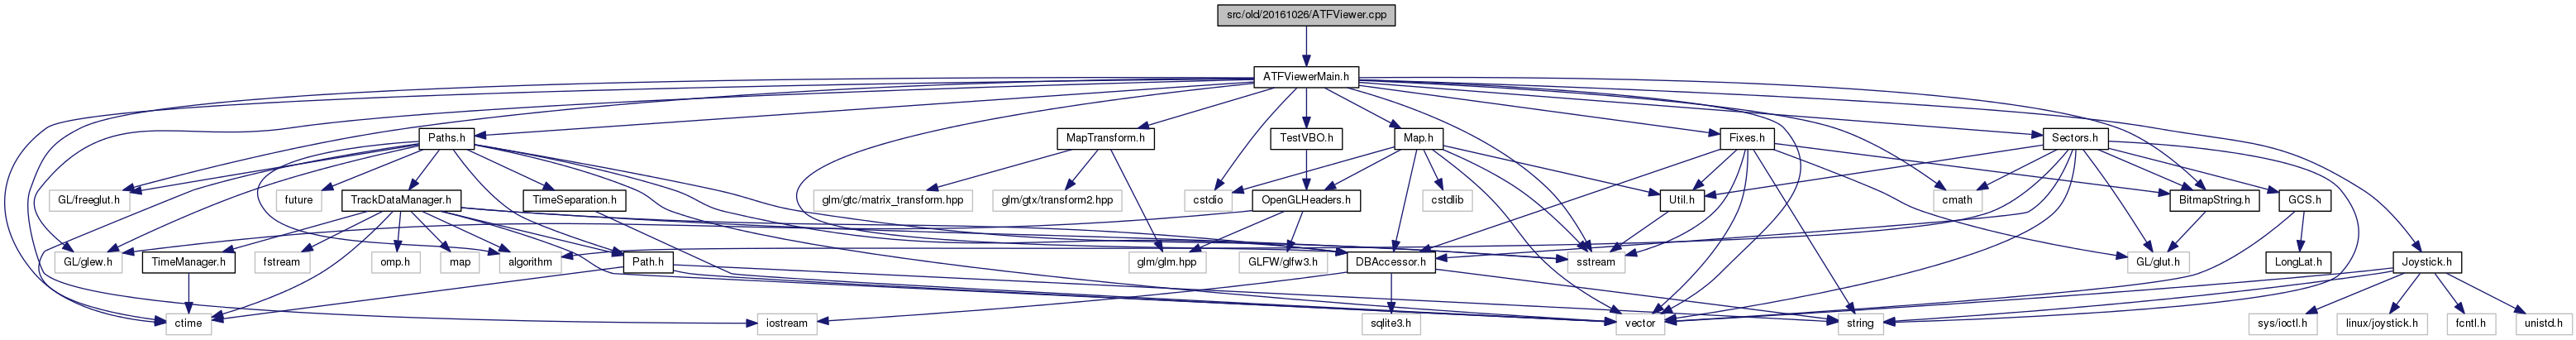 src/old/20161026/ATFViewer.cpp
ATFViewerMain.h
Paths.h
MapTransform.h
TestVBO.h
Map.h
Fixes.h
Sectors.h
GL/freeglut.h
future
TrackDataManager.h
TimeSeparation.h
glm/gtc/matrix_transform.hpp
glm/gtx/transform2.hpp
cstdio
OpenGLHeaders.h
cstdlib
Util.h
cmath
BitmapString.h
GCS.h
GL/glew.h
TimeManager.h
fstream
omp.h
map
algorithm
Path.h
glm/glm.hpp
GLFW/glfw3.h
DBAccessor.h
sstream
GL/glut.h
LongLat.h
Joystick.h
ctime
iostream
sqlite3.h
vector
string
sys/ioctl.h
linux/joystick.h
fcntl.h
unistd.h